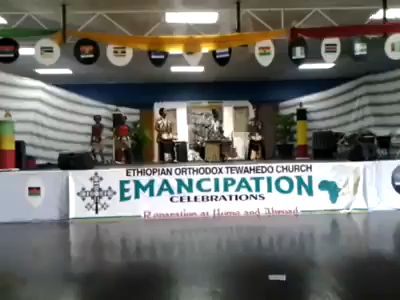 ETHIOPIAN ORTHODOX TEWAHEDO CHURCH
EMANCIPATION
CELEBRATIONS
Reparation at Home and Abroad